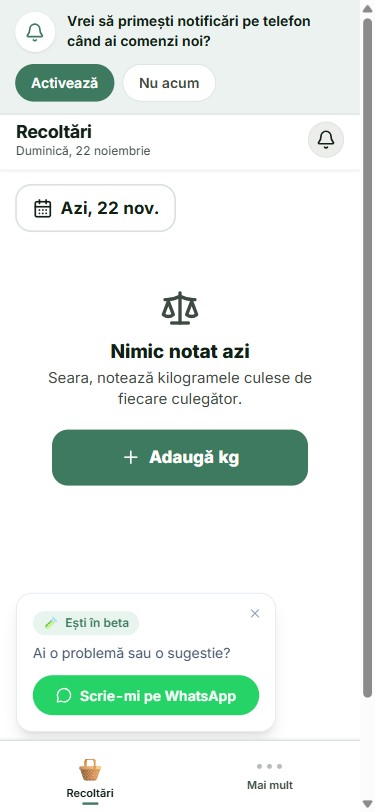 Vrei să primești notificări pe telefon
când ai comenzi noi?
Activează
Nu acum
Recoltări
Duminică, 22 noiembrie
Azi, 22 nov.
Nimic notat azi
Seara, notează kilogramele culese de
fiecare culegător.
Adaugă kg
Ești în beta
Ai o problemă sau o sugestie?
Scrie-mi pe WhatsApp
Recoltări
Mai mult